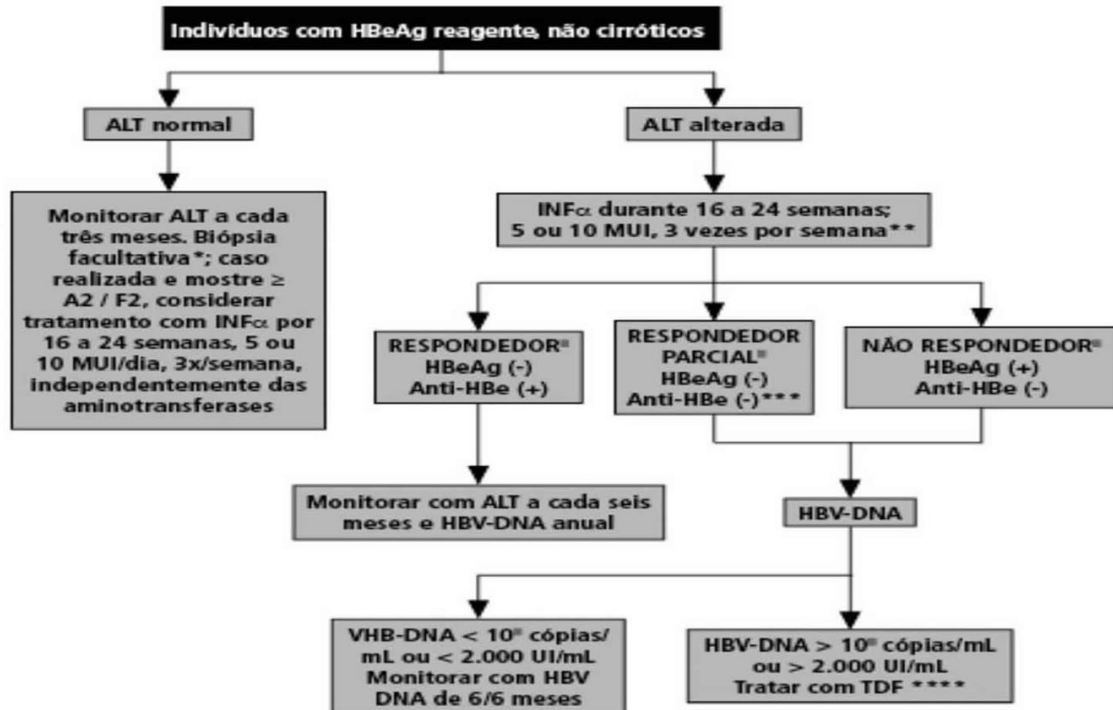 Indivíduos com HBeAg reagente, não cirróticos
ALT normal
ALT alterada
Monitorar ALT a cada
três meses. Biópsia
facultativa*; caso
realizada e mostre ≥
A2 / F2, considerar
tratamento com INFα por
16 a 24 semanas, 5 ou
10 MUI/dia, 3x/semana,
independentemente das
aminotransferases
INFα durante 16 a 24 semanas;
5 ou 10 MUI, 3 vezes por semana**
RESPONDEDOR
HBeAg (-)
Anti-HBe (+)
RESPONDEDOR
PARCIAL
HBeAg (-)
Anti-HBe (-)***
NÃO RESPONDEDOR
HBeAg (+)
Anti-HBe (-)
Monitorar com ALT a cada seis
meses e HBV-DNA anual
HBV-DNA
VHB-DNA < 10 cópias/
mL ou < 2.000 UI/mL
Monitorar com HBV
DNA de 6/6 meses
HBV-DNA > 10 cópias/mL
ou > 2.000 UI/mL
Tratar com TDF ****